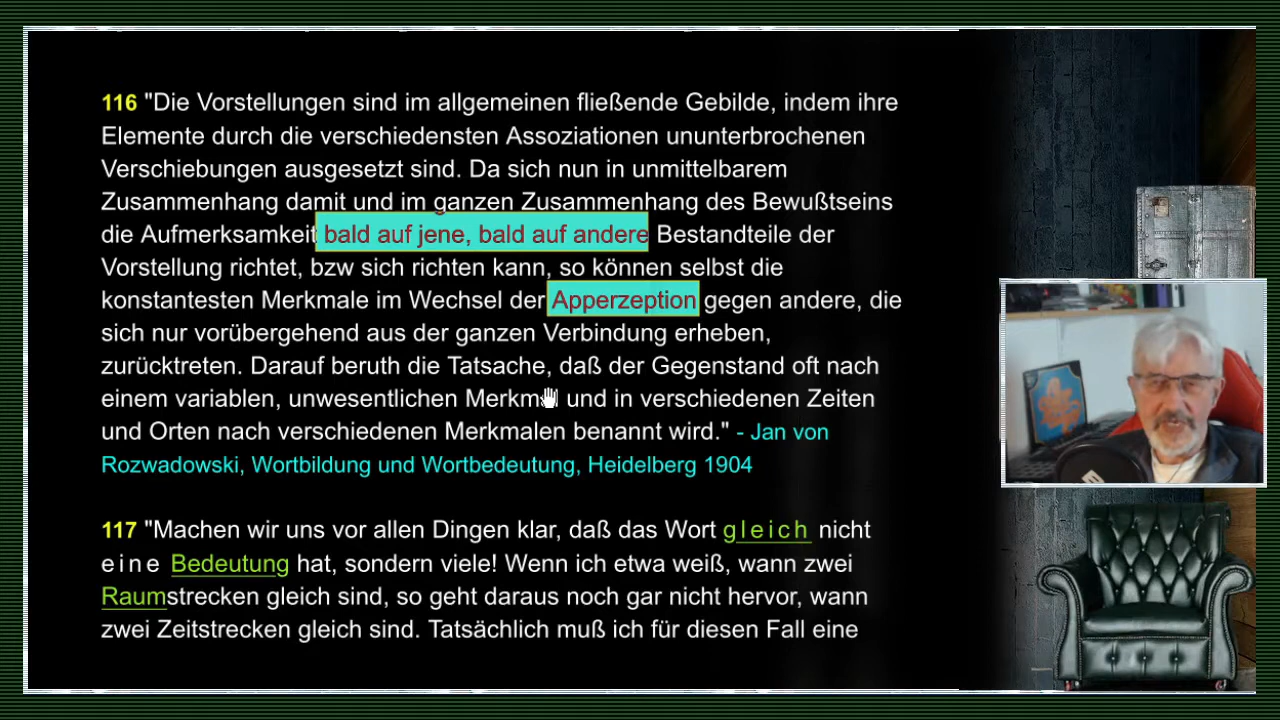 116 "Die Vorstellungen sind im allgemeinen fließende Gebilde, indem ihre
Elemente durch die verschiedensten Assoziationen ununterbrochenen
Verschiebungen ausgesetzt sind. Da sich nun in unmittelbarem
Zusammenhang damit und im ganzen Zusammenhang des Bewußtseins
die Aufmerksamkeit bald auf jene, bald auf andere Bestandteile der
Vorstellung richtet, bzw sich richten kann, so können selbst die
konstantesten Merkmale im Wechsel der Apperzeption gegen andere, die
sich nur vorübergehend aus der ganzen Verbindung erheben,
zurücktreten. Darauf beruth die Tatsache, daß der Gegenstand oft nach
einem variablen, unwesentlichen Merkmal und in verschiedenen Zeiten
und Orten nach verschiedenen Merkmalen benannt wird." - Jan von
Rozwadowski, Wortbildung und Wortbedeutung, Heidelberg 1904
117 "Machen wir uns vor allen Dingen klar, daß das Wort gleich nicht
eine Bedeutung hat, sondern viele! Wenn ich etwa weiß, wann zwei
Raumstrecken gleich sind, so geht daraus noch gar nicht hervor, wann
zwei Zeitstrecken gleich sind. Tatsächlich muß ich für diesen Fall eine